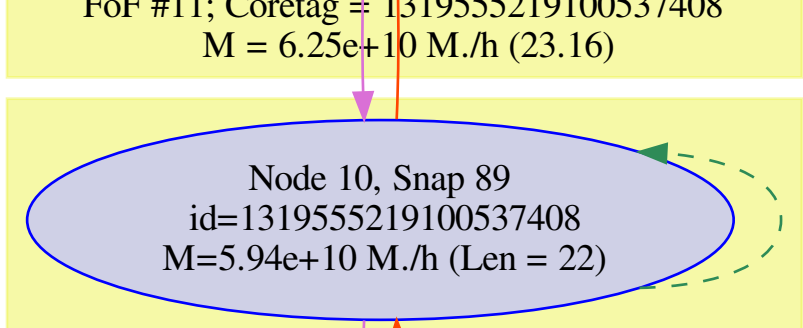 FoF #11; Coretag = 1319555219100537408
M = 6.25e+10 M./h (23.16)
Node 10, Snap 89
id=1319555219100537408
M=5.94e+10 M./h (Len = 22)